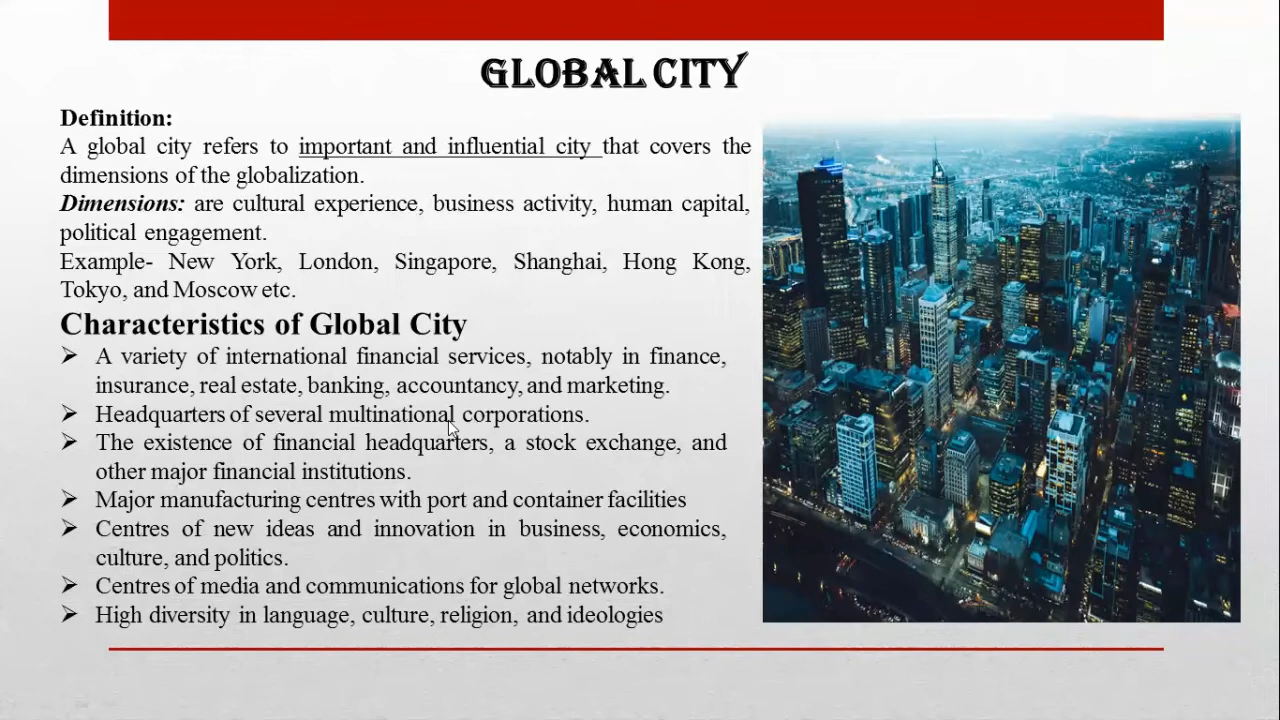 GLOBAL CITY
Definition:
A global city refers to important and influential city that covers the
dimensions of the globalization.
Dimensions: are cultural experience, business activity, human capital,
political engagement.
Example- New York, London, Singapore, Shanghai, Hong Kong,
Tokyo, and Moscow etc.
Characteristics of Global City
➢ A variety of international financial services, notably in finance,
insurance, real estate, banking, accountancy, and marketing.
➢ Headquarters of several multinational corporations.
➢ The existence of financial headquarters, a stock exchange, and
other major financial institutions.
➢ Major manufacturing centres with port and container facilities
➢ Centres of new ideas and innovation in business, economics,
culture, and politics.
➢ Centres of media and communications for global networks.
➢ High diversity in language, culture, religion, and ideologies